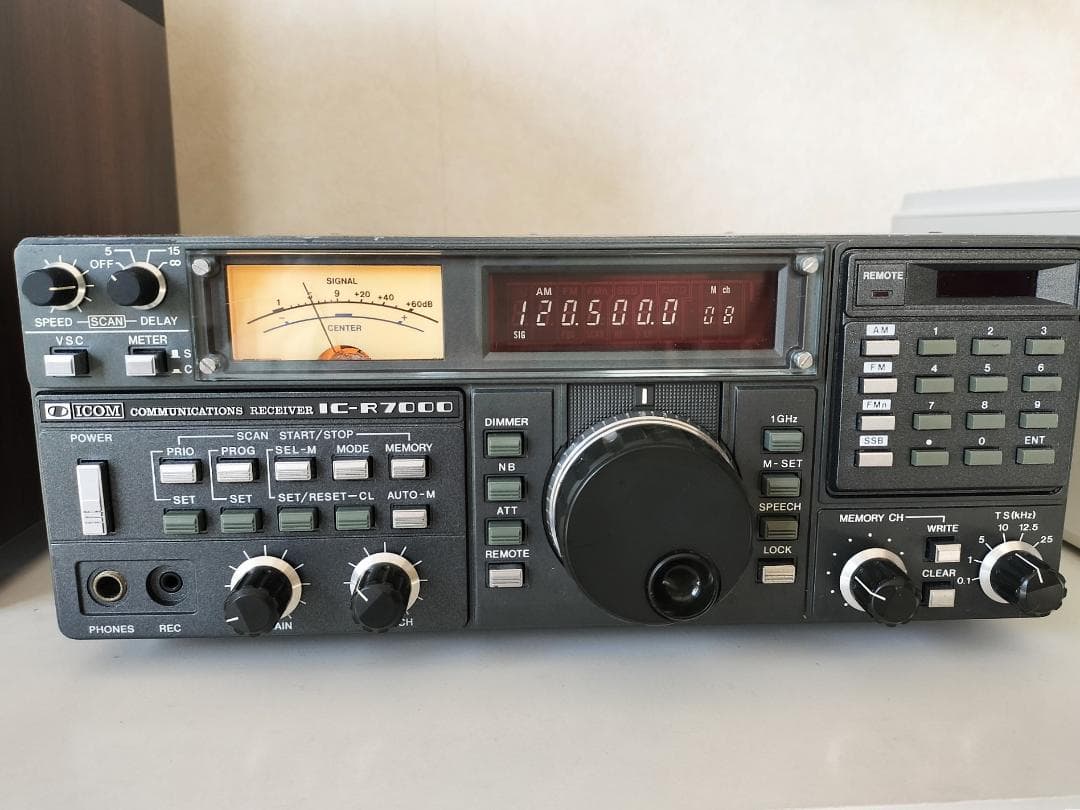 5 15
OFF ∞
SPEED SCAN DELAY
VSC METER
S
C
SIGNAL
1 9 +20 +40 +60dB
- CENTER +
AM M ch
120.500.0 08
SIG
REMOTE
AM 1 2 3
FM 4 5 6
FMn 7 8 9
SSB • 0 ENT
ICOM COMMUNICATIONS RECEIVER IC-R7000
POWER
SCAN START/STOP
PRIO PROG SEL-M MODE MEMORY
SET SET SET/RESET-CL AUTO-M
PHONES REC
DIMMER
NB
ATT
REMOTE
1GHz
M-SET
SPEECH
LOCK
MEMORY CH
WRITE
CLEAR
TS(kHz)
0.1 1 5 10 12.5 25